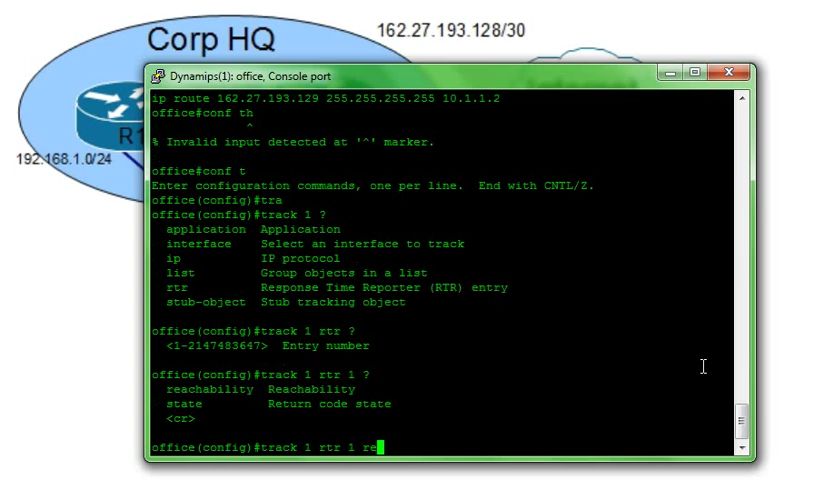 Corp HQ
162.27.193.128/30
Dynamips(1): office, Console port
R1
192.168.1.0/24
ip route 162.27.193.129 255.255.255.255 10.1.1.2
office#conf th
^
% Invalid input detected at '^' marker.
office#conf t
Enter configuration commands, one per line.  End with CNTL/Z.
office(config)#tra
office(config)#track 1 ?
application  Application
interface    Select an interface to track
ip           IP protocol
list         Group objects in a list
rtr          Response Time Reporter (RTR) entry
stub-object  Stub tracking object
office(config)#track 1 rtr ?
<1-2147483647>  Entry number
office(config)#track 1 rtr 1 ?
reachability  Reachability
state         Return code state
<cr>
office(config)#track 1 rtr 1 re